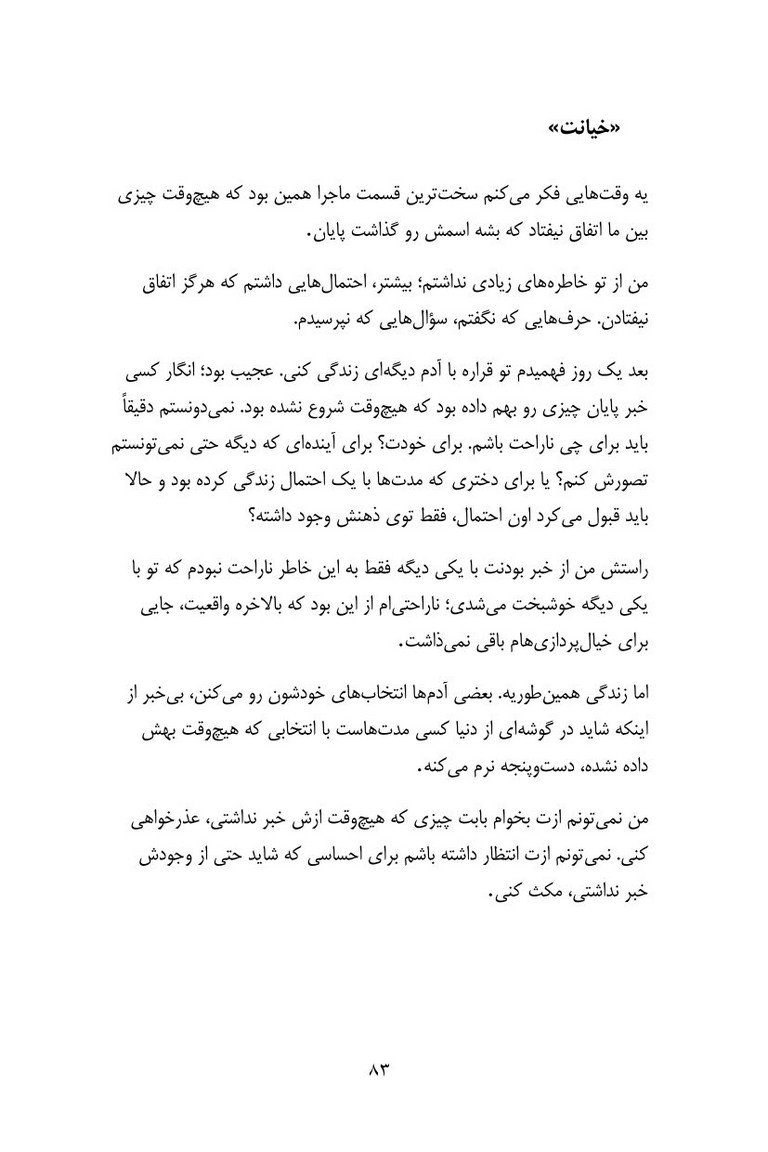 «خیانت»
یه وقت‌هایی فکر می‌کنم سخت‌ترین قسمت ماجرا همین بود که هیچ‌وقت چیزی
بین ما اتفاق نیفتاد که بشه اسمش رو گذاشت پایان.
من از تو خاطره‌های زیادی نداشتم؛ بیشتر، احتمال‌هایی داشتم که هرگز اتفاق
نیفتادن. حرف‌هایی که نگفتم، سؤال‌هایی که نپرسیدم.
بعد یک روز فهمیدم تو قراره با آدم دیگه‌ای زندگی کنی. عجیب بود؛ انگار کسی
خبر پایان چیزی رو بهم داده بود که هیچ‌وقت شروع نشده بود. نمی‌دونستم دقیقاً
باید برای چی ناراحت باشم. برای خودت؟ برای آینده‌ای که دیگه حتی نمی‌تونستم
تصورش کنم؟ یا برای دختری که مدت‌ها با یک احتمال زندگی کرده بود و حالا
باید قبول می‌کرد اون احتمال، فقط توی ذهنش وجود داشته؟
راستش من از خبر بودنت با یکی دیگه فقط به این خاطر ناراحت نبودم که تو با
یکی دیگه خوشبخت می‌شدی؛ ناراحتی‌ام از این بود که بالاخره واقعیت، جایی
برای خیال‌پردازی‌هام باقی نمی‌ذاشت.
اما زندگی همین‌طوریه. بعضی آدم‌ها انتخاب‌های خودشون رو می‌کنن، بی‌خبر از
اینکه شاید در گوشه‌ای از دنیا کسی مدت‌هاست با انتخابی که هیچ‌وقت بهش
داده نشده، دست‌وپنجه نرم می‌کنه.
من نمی‌تونم ازت بخوام بابت چیزی که هیچ‌وقت ازش خبر نداشتی، عذرخواهی
کنی. نمی‌تونم ازت انتظار داشته باشم برای احساسی که شاید حتی از وجودش
خبر نداشتی، مکث کنی.
۸۳